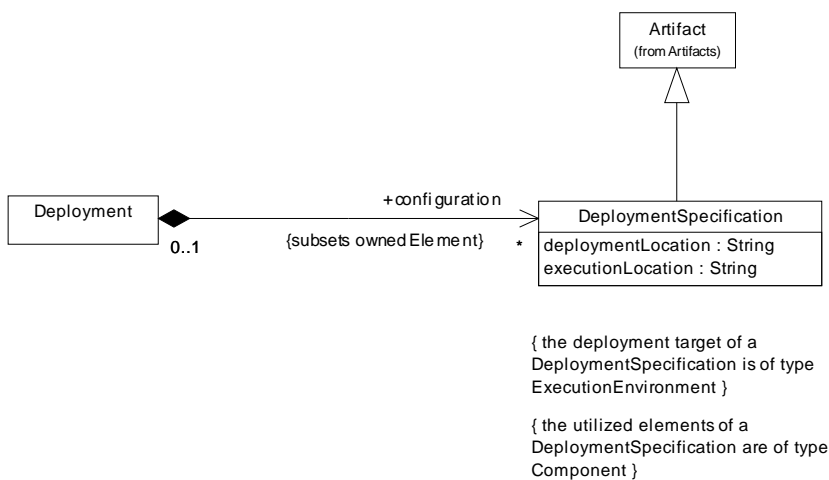 Artifact
(from Artifacts)
+configuration
Deployment
DeploymentSpecification
0..1
{subsets ownedElement}
*
deploymentLocation : String
executionLocation : String
{ the deployment target of a
DeploymentSpecification is of type
ExecutionEnvironment }
{ the utilized elements of a
DeploymentSpecification are of type
Component }